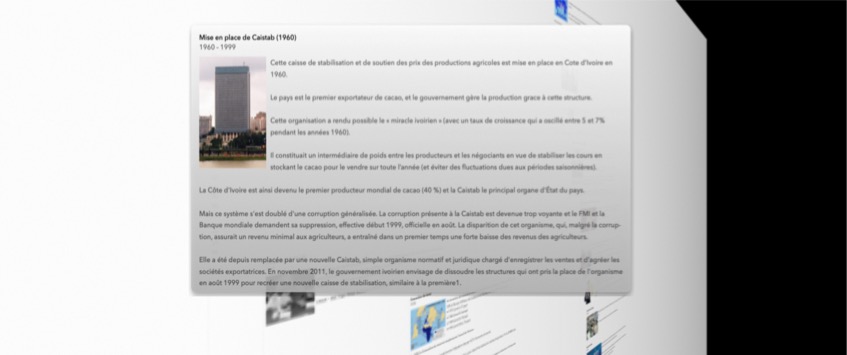 Mise en place de Caistab (1960)
1960 - 1999
Cette caisse de stabilisation et de soutien des prix des productions agricoles est mise en place en Cote d'Ivoire en
1960.
Le pays est le premier exportateur de cacao, et le gouvernement gère la production grace à cette structure.
Cette organisation a rendu possible le « miracle ivoirien » (avec un taux de croissance qui a oscillé entre 5 et 7%
pendant les années 1960).
Il constituait un intermédiaire de poids entre les producteurs et les négociants en vue de stabiliser les cours en
stockant le cacao pour le vendre sur toute l'année (et éviter des fluctuations dues aux périodes saisonnières).
La Côte d'Ivoire est ainsi devenu le premier producteur mondial de cacao (40 %) et la Caistab le principal organe d'État du pays.
Mais ce système s'est doublé d'une corruption généralisée. La corruption présente à la Caistab est devenue trop voyante et le FMI et la
Banque mondiale demandent sa suppression, effective début 1999, officielle en août. La disparition de cet organisme, qui, malgré la corrup-
tion, assurait un revenu minimal aux agriculteurs, a entraîné dans un premier temps une forte baisse des revenus des agriculteurs.
Elle a été depuis remplacée par une nouvelle Caistab, simple organisme normatif et juridique chargé d'enregistrer les ventes et d'agréer les
sociétés exportatrices. En novembre 2011, le gouvernement ivoirien envisage de dissoudre les structures qui ont pris la place de l'organisme
en août 1999 pour recréer une nouvelle caisse de stabilisation, similaire à la première1.